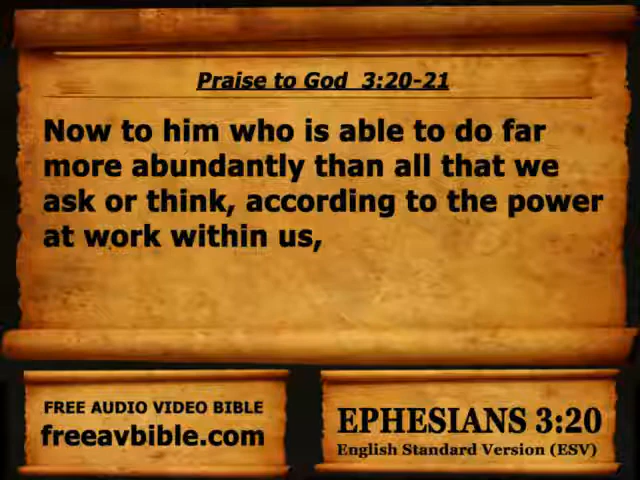 Praise to God 3:20-21
Now to him who is able to do far
more abundantly than all that we
ask or think, according to the power
at work within us,
FREE AUDIO VIDEO BIBLE
freeavbible.com
EPHESIANS 3:20
English Standard Version (ESV)